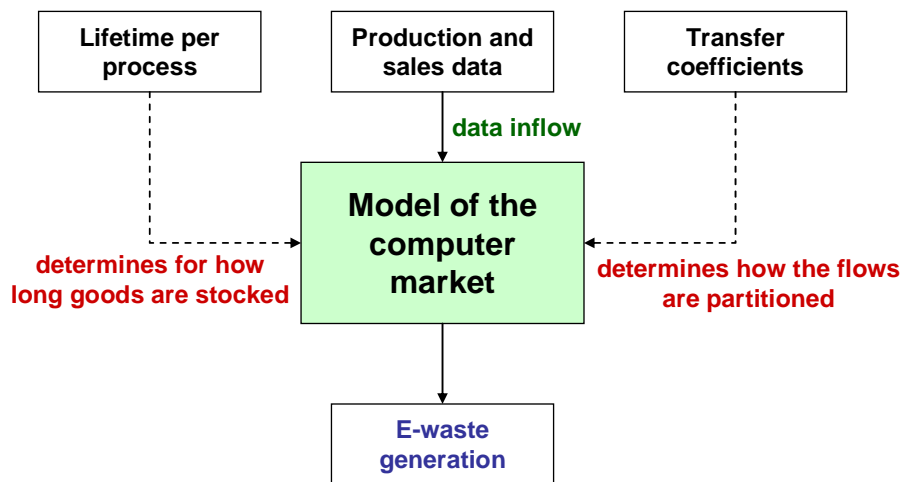 Lifetime per
process
Production and
sales data
Transfer
coefficients
data inflow
Model of the
computer
market
determines for how
long goods are stocked
determines how the flows
are partitioned
E-waste
generation